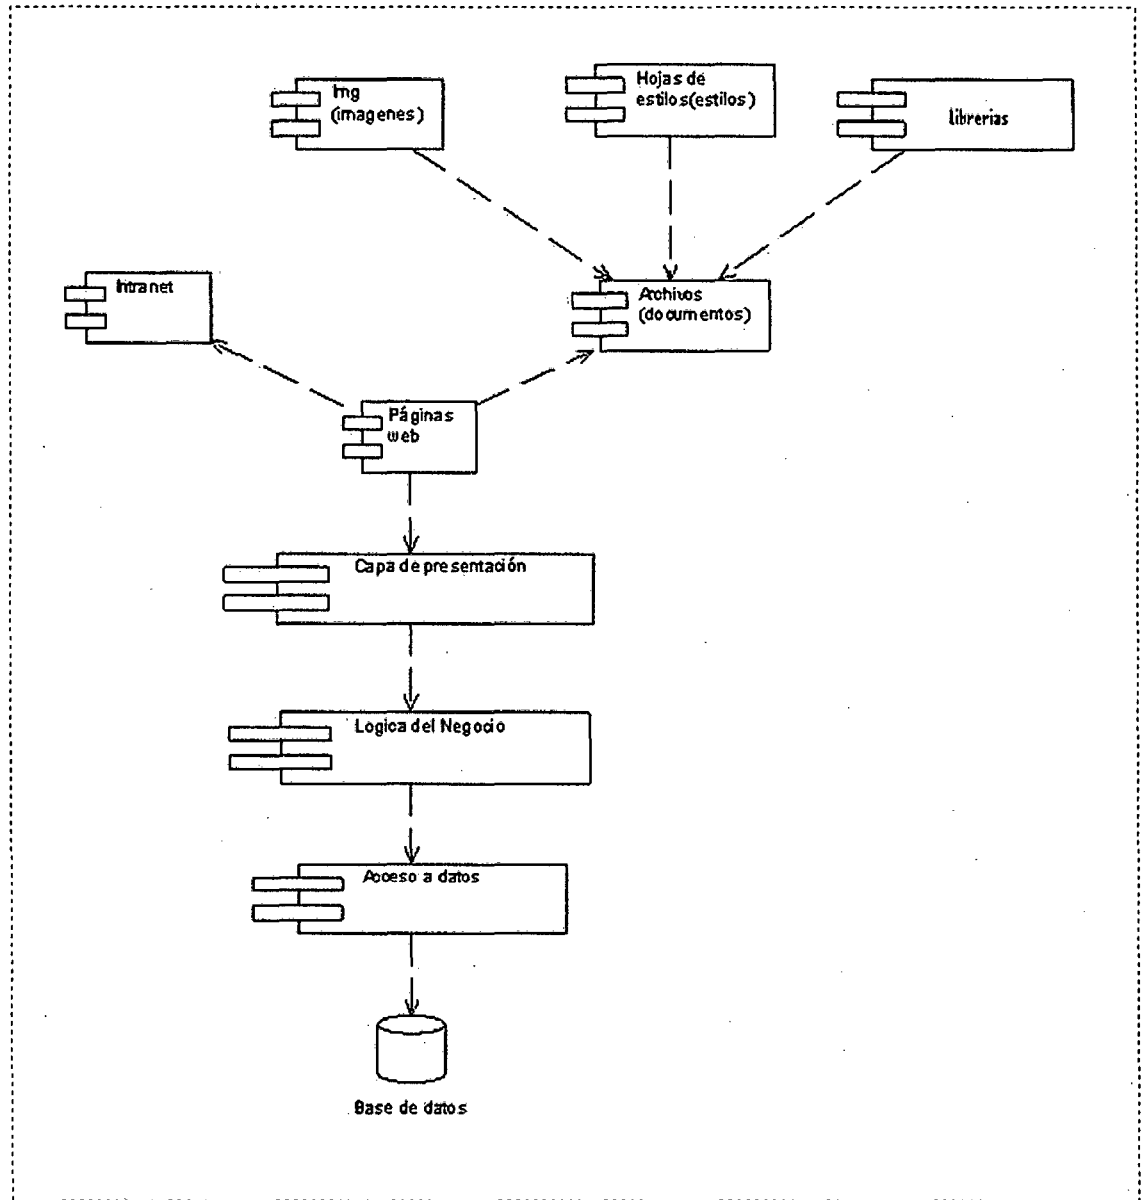 Img
(imagenes)
Hojas de
estilos(estilos)
librerias
Intranet
Archivos
(documentos)
Páginas
web
Capa de presentación
Logica del Negocio
Acceso a datos
Base de datos